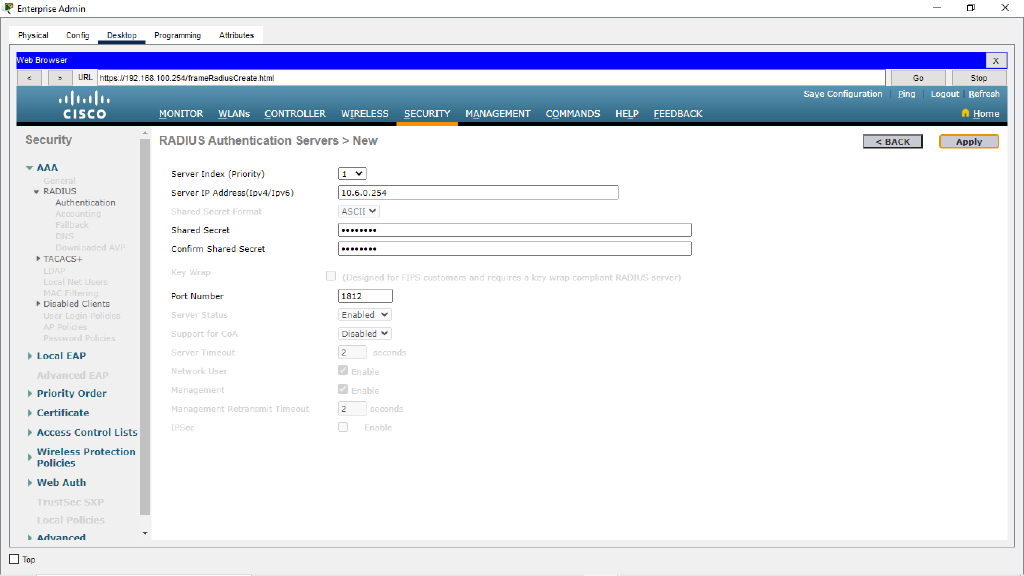 Enterprise Admin
Physical Config Desktop Programming Attributes
Web Browser X
< > URL https://192.168.100.254/frameRadiusCreate.html Go Stop
Save Configuration Ping Logout Refresh
CISCO MONITOR WLANs CONTROLLER WIRELESS SECURITY MANAGEMENT COMMANDS HELP FEEDBACK Home
Security
RADIUS Authentication Servers > New < BACK Apply
AAA
General
RADIUS
Authentication
Accounting
Fallback
DNS
Downloaded AVP
TACACS+
LDAP
Local Net Users
MAC Filtering
Disabled Clients
User Login Policies
AP Policies
Password Policies
Local EAP
Advanced EAP
Priority Order
Certificate
Access Control Lists
Wireless Protection
Policies
Web Auth
TrustSec SXP
Local Policies
Advanced
Server Index (Priority) 1
Server IP Address(Ipv4/Ipv6) 10.6.0.254
Shared Secret Format ASCII
Shared Secret ••••••••
Confirm Shared Secret ••••••••
Key Wrap (Designed for FIPS customers and requires a key wrap compliant RADIUS server)
Port Number 1812
Server Status Enabled
Support for CoA Disabled
Server Timeout 2 seconds
Network User Enable
Management Enable
Management Retransmit Timeout 2 seconds
IPSec Enable
Top